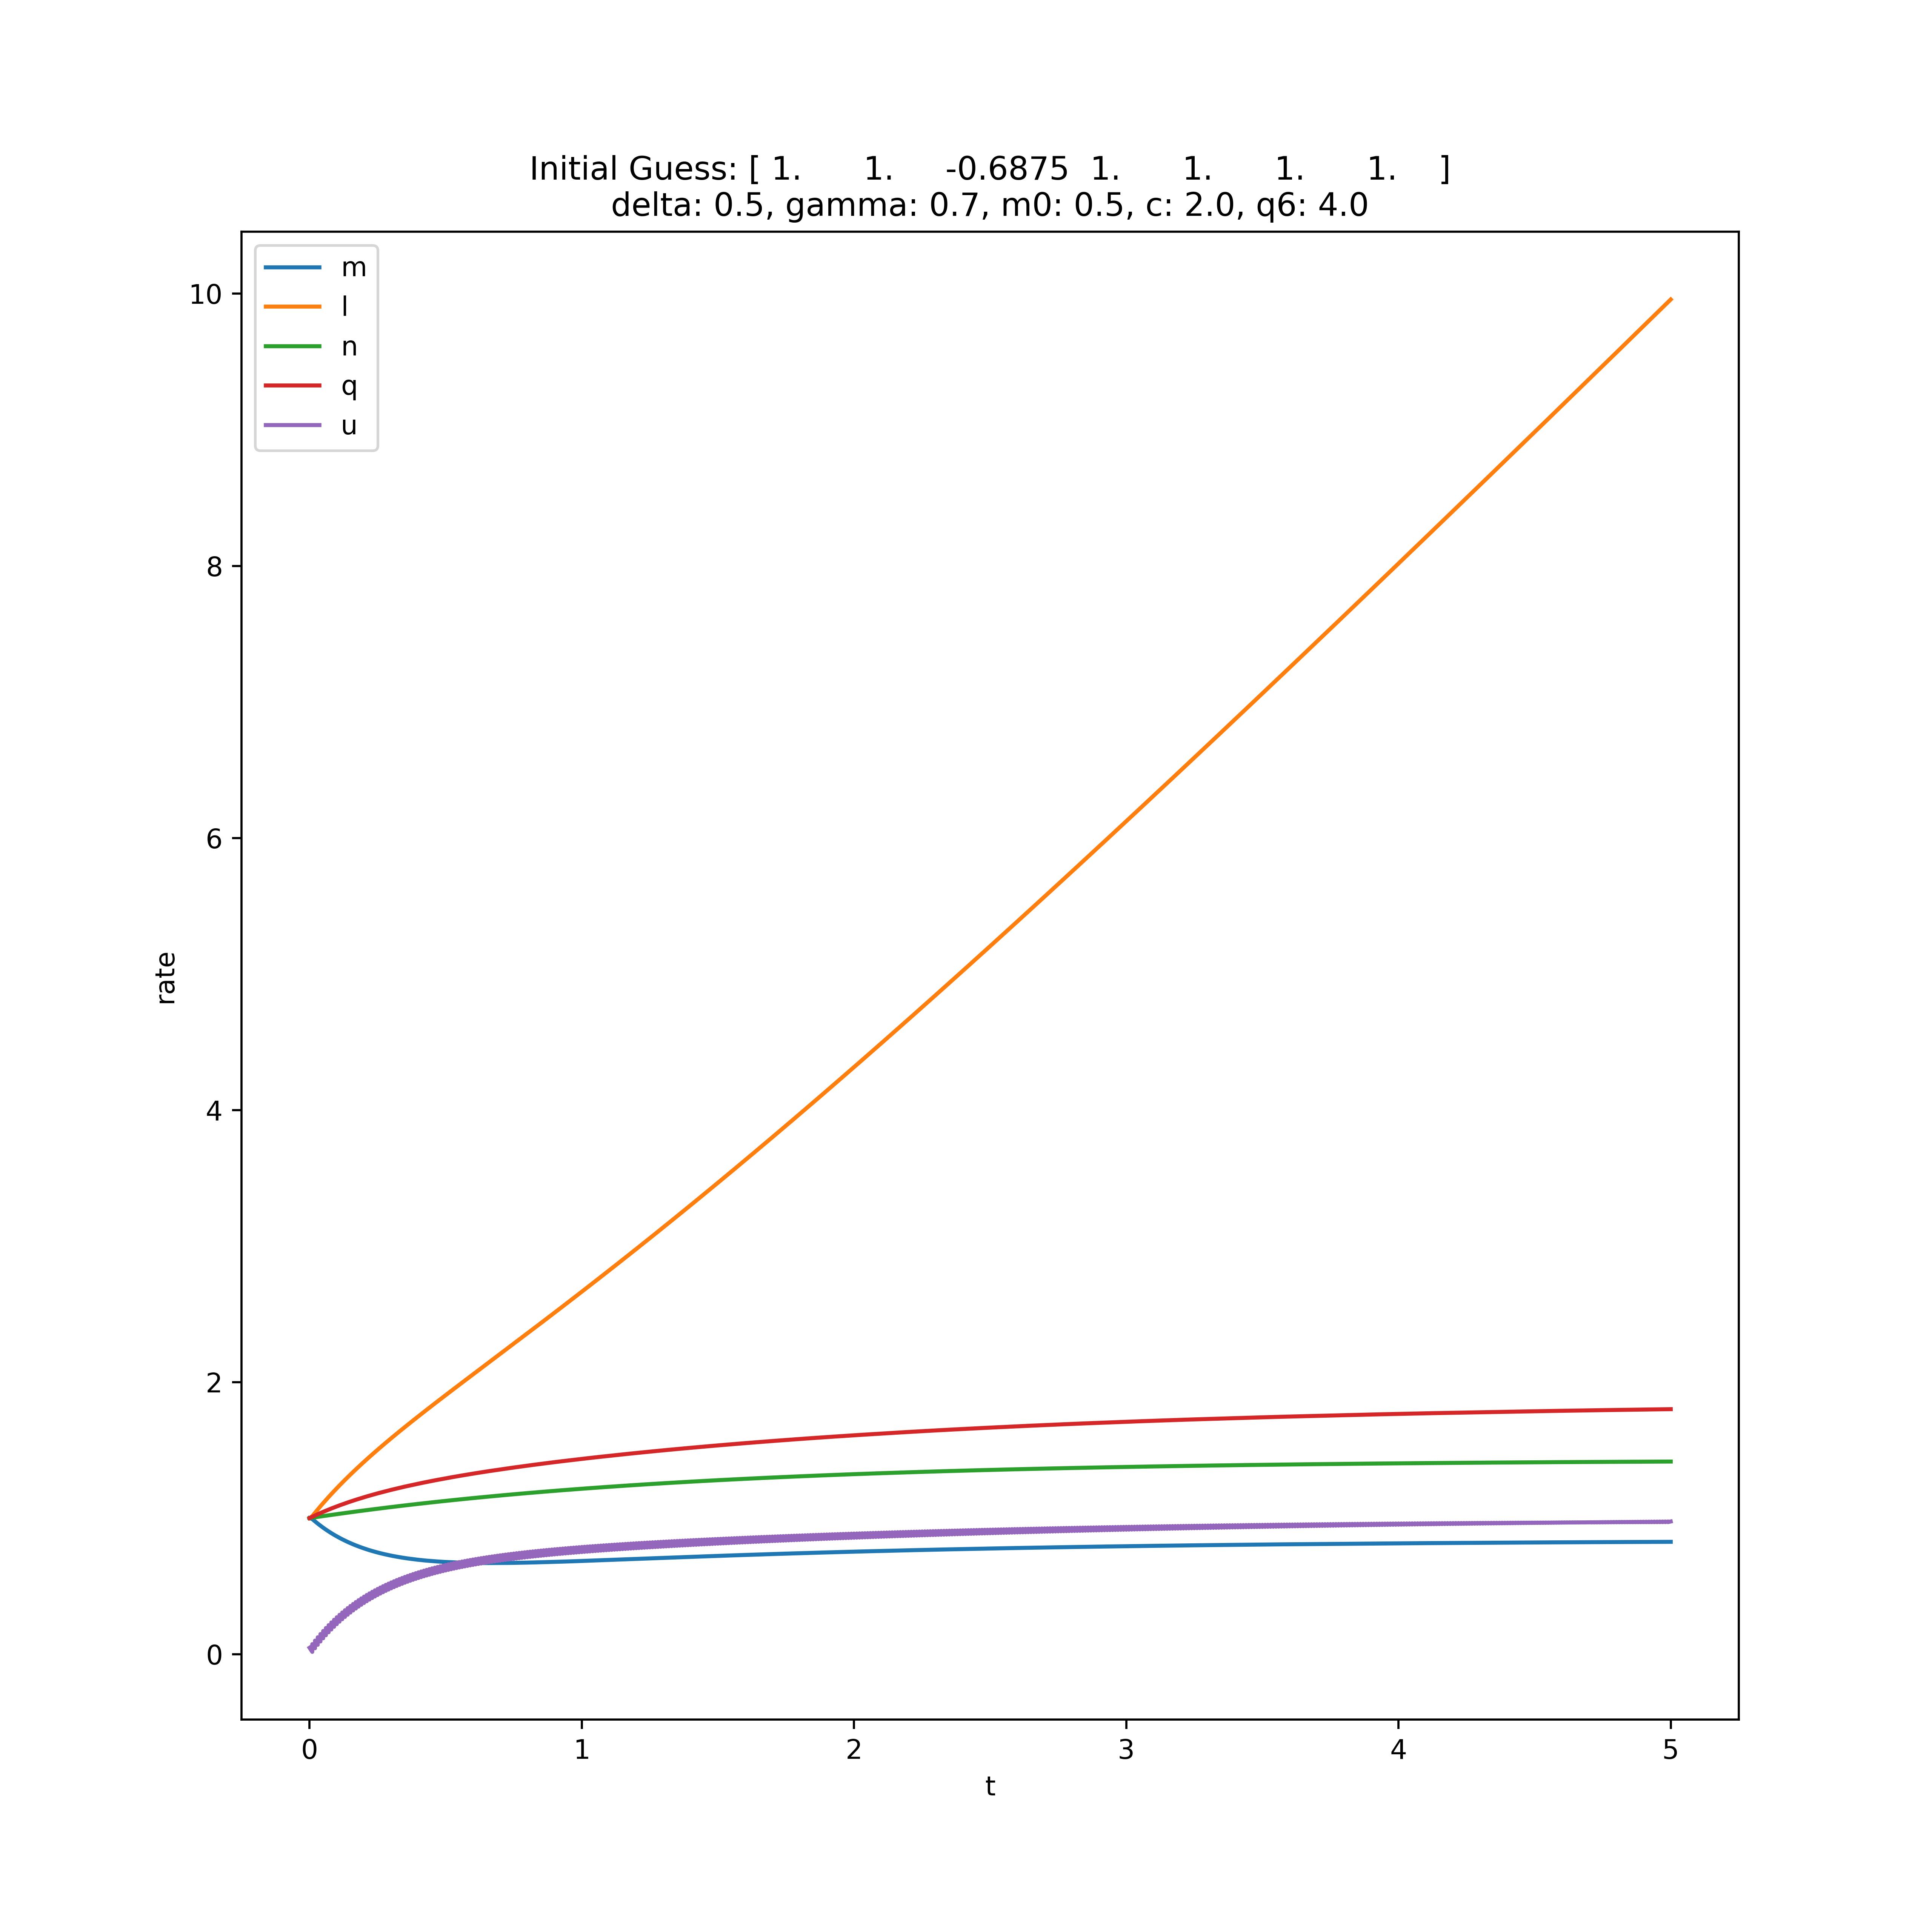 Initial Guess: [ 1. 1. -0.6875 1. 1. 1. 1. ]
delta: 0.5, gamma: 0.7, m0: 0.5, c: 2.0, q6: 4.0
m
l
n
q
u
10
8
6
4
2
0
rate
0 1 2 3 4 5
t